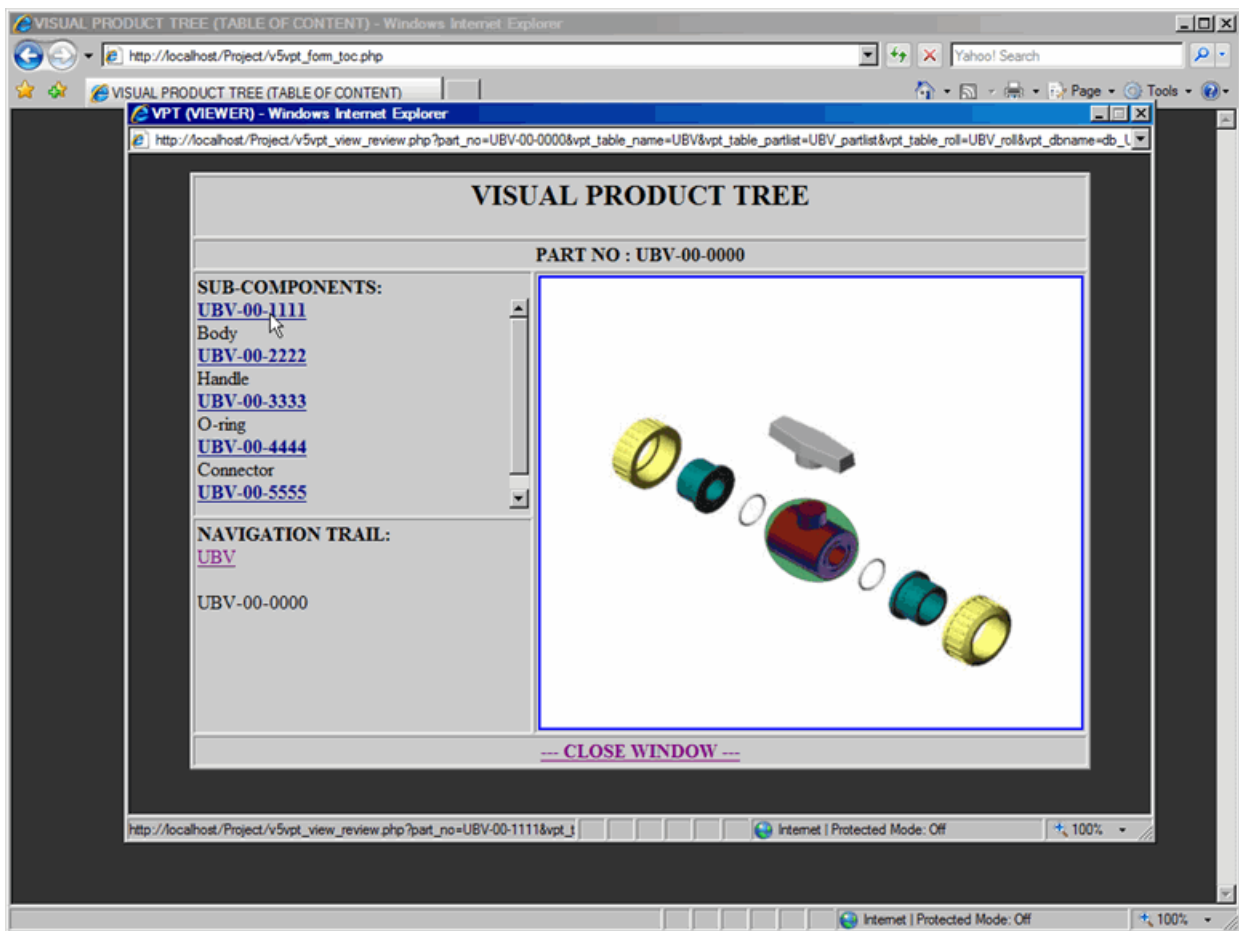 VISUAL PRODUCT TREE (TABLE OF CONTENT) - Windows Internet Explorer
http://localhost/Project/v5vpt_form_toc.php
Yahoo! Search
VISUAL PRODUCT TREE (TABLE OF CONTENT)
Page
Tools
VPT (VIEWER) - Windows Internet Explorer
http://localhost/Project/v5vpt_view_review.php?part_no=UBV-00-0000&vpt_table_name=UBV&vpt_table_partlist=UBV_partlist&vpt_table_roll=UBV_roll&vpt_dbname=db_U
VISUAL PRODUCT TREE
PART NO : UBV-00-0000
SUB-COMPONENTS:
UBV-00-1111
Body
UBV-00-2222
Handle
UBV-00-3333
O-ring
UBV-00-4444
Connector
UBV-00-5555
NAVIGATION TRAIL:
UBV
UBV-00-0000
--- CLOSE WINDOW ---
http://localhost/Project/v5vpt_view_review.php?part_no=UBV-00-1111&vpt_t
Internet | Protected Mode: Off
100%
Internet | Protected Mode: Off
100%